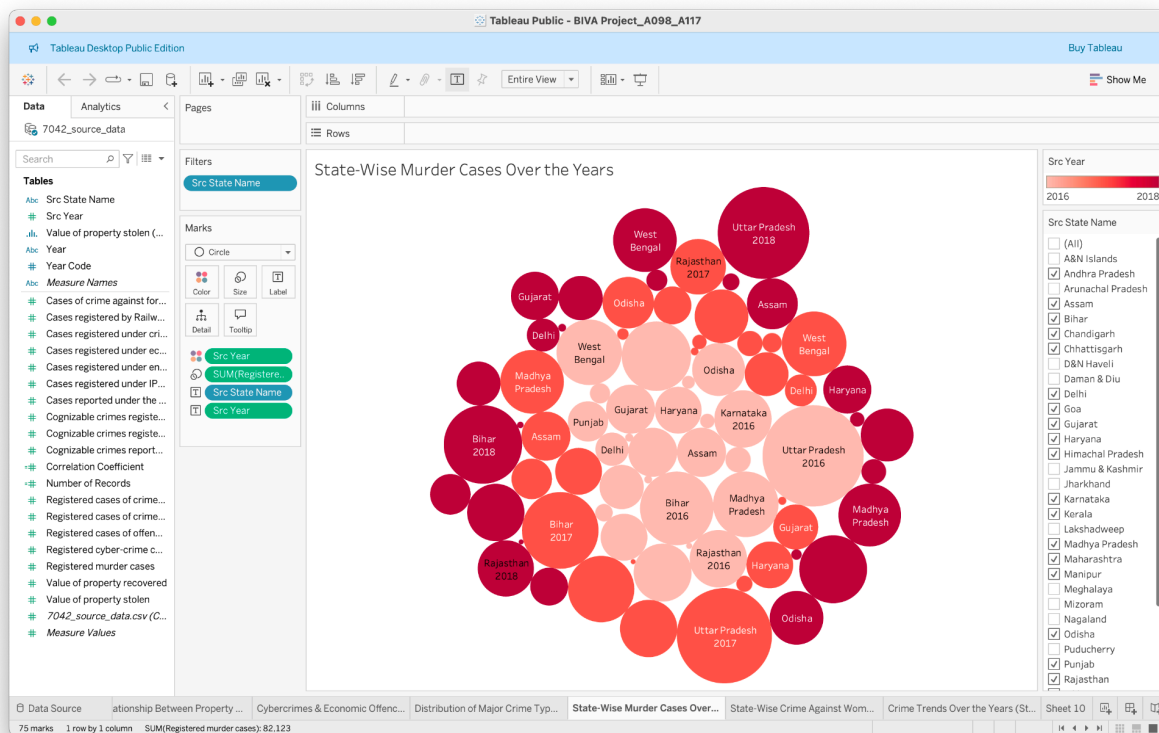 Tableau Public - BIVA Project_A098_A117
Tableau Desktop Public Edition
Buy Tableau
Entire View
Show Me
Data
Analytics
7042_source_data
Search
Tables
Abc Src State Name
# Src Year
Value of property stolen (...
Abc Year
# Year Code
Abc Measure Names
# Cases of crime against for...
# Cases registered by Railw...
# Cases registered under cri...
# Cases registered under ec...
# Cases registered under en...
# Cases registered under IP...
# Cases reported under the ...
# Cognizable crimes registe...
# Cognizable crimes registe...
# Cognizable crimes report...
=# Correlation Coefficient
=# Number of Records
# Registered cases of crime...
# Registered cases of crime...
# Registered cases of offen...
# Registered cyber-crime c...
# Registered murder cases
# Value of property recovered
# Value of property stolen
# 7042_source_data.csv (C...
# Measure Values
Pages
Filters
Src State Name
Marks
Circle
Color
Size
Label
Detail
Tooltip
Src Year
SUM(Registere..
Src State Name
Src Year
Columns
Rows
State-Wise Murder Cases Over the Years
Uttar Pradesh
2018
West
Bengal
Rajasthan
2017
Gujarat
Odisha
Assam
Delhi
West
Bengal
West
Bengal
Madhya
Pradesh
Odisha
Delhi
Haryana
Punjab
Gujarat
Haryana
Karnataka
2016
Bihar
2018
Assam
Delhi
Assam
Uttar Pradesh
2016
Bihar
2017
Bihar
2016
Madhya
Pradesh
Gujarat
Madhya
Pradesh
Rajasthan
2018
Rajasthan
2016
Haryana
Uttar Pradesh
2017
Odisha
Src Year
2016
2018
Src State Name
(All)
A&N Islands
Andhra Pradesh
Arunachal Pradesh
Assam
Bihar
Chandigarh
Chhattisgarh
D&N Haveli
Daman & Diu
Delhi
Goa
Gujarat
Haryana
Himachal Pradesh
Jammu & Kashmir
Jharkhand
Karnataka
Kerala
Lakshadweep
Madhya Pradesh
Maharashtra
Manipur
Meghalaya
Mizoram
Nagaland
Odisha
Puducherry
Punjab
Rajasthan
Data Source
ationship Between Property ...
Cybercrimes & Economic Offenc...
Distribution of Major Crime Typ...
State-Wise Murder Cases Over...
State-Wise Crime Against Wom...
Crime Trends Over the Years (St...
Sheet 10
75 marks
1 row by 1 column
SUM(Registered murder cases): 82,123